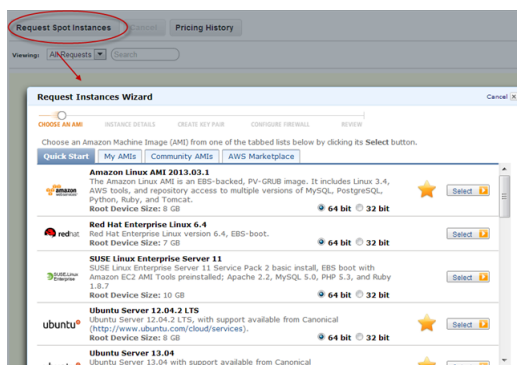 Request Spot Instances Cancel Pricing History
Viewing: All Requests Search
Request Instances Wizard Cancel X
CHOOSE AN AMI INSTANCE DETAILS CREATE KEY PAIR CONFIGURE FIREWALL REVIEW
Choose an Amazon Machine Image (AMI) from one of the tabbed lists below by clicking its Select button.
Quick Start My AMIs Community AMIs AWS Marketplace
Amazon Linux AMI 2013.03.1
The Amazon Linux AMI is an EBS-backed, PV-GRUB image. It includes Linux 3.4,
amazon AWS tools, and repository access to multiple versions of MySQL, PostgreSQL, Select
Python, Ruby, and Tomcat.
Root Device Size: 8 GB 64 bit 32 bit
Red Hat Enterprise Linux 6.4
redhat Red Hat Enterprise Linux version 6.4, EBS-boot. Select
Root Device Size: 7 GB 64 bit 32 bit
SUSE Linux Enterprise Server 11
SUSE Linux Enterprise Server 11 Service Pack 2 basic install, EBS boot with
SUSE Linux Enterprise Amazon EC2 AMI Tools preinstalled; Apache 2.2, MySQL 5.0, PHP 5.3, and Ruby Select
1.8.7
Root Device Size: 10 GB 64 bit 32 bit
Ubuntu Server 12.04.2 LTS
ubuntu Ubuntu Server 12.04.2 LTS, with support available from Canonical Select
(http://www.ubuntu.com/cloud/services).
Root Device Size: 8 GB 64 bit 32 bit
Ubuntu Server 13.04
ubuntu Ubuntu Server 13.04 with support available from Canonical Select